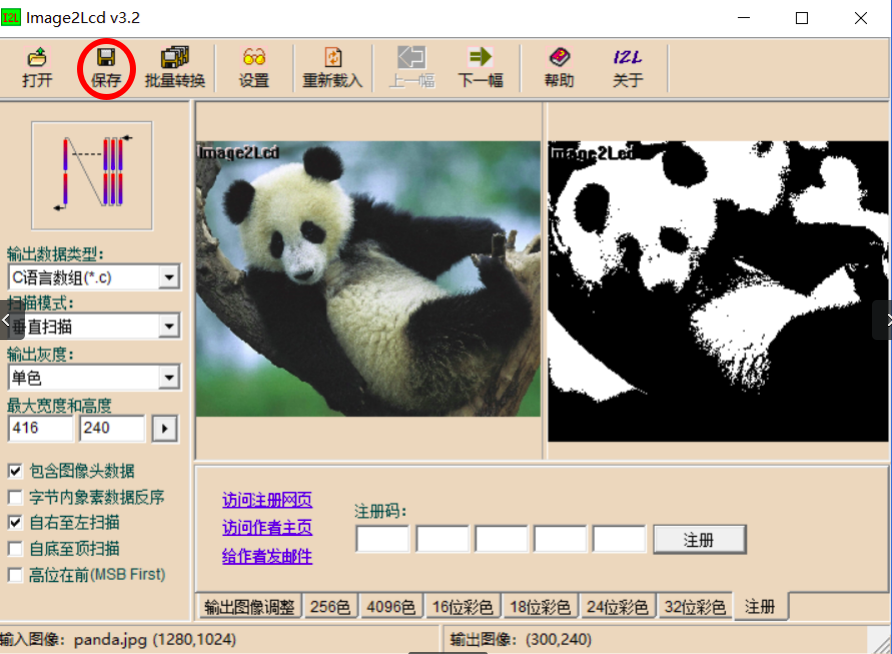 I2L Image2Lcd v3.2
打开 保存 批量转换 设置 重新载入 上一幅 下一幅 帮助 I2L 关于
Image2Lcd
Image2Lcd
输出数据类型:
C语言数组(*.c)
扫描模式:
垂直扫描
输出灰度:
单色
最大宽度和高度
416 240
包含图像头数据
字节内象素数据反序
自右至左扫描
自底至顶扫描
高位在前(MSB First)
访问注册网页
访问作者主页
给作者发邮件
注册码:
注册
输出图像调整 256色 4096色 16位彩色 18位彩色 24位彩色 32位彩色 注册
输入图像: panda.jpg (1280,1024)
输出图像: (300,240)